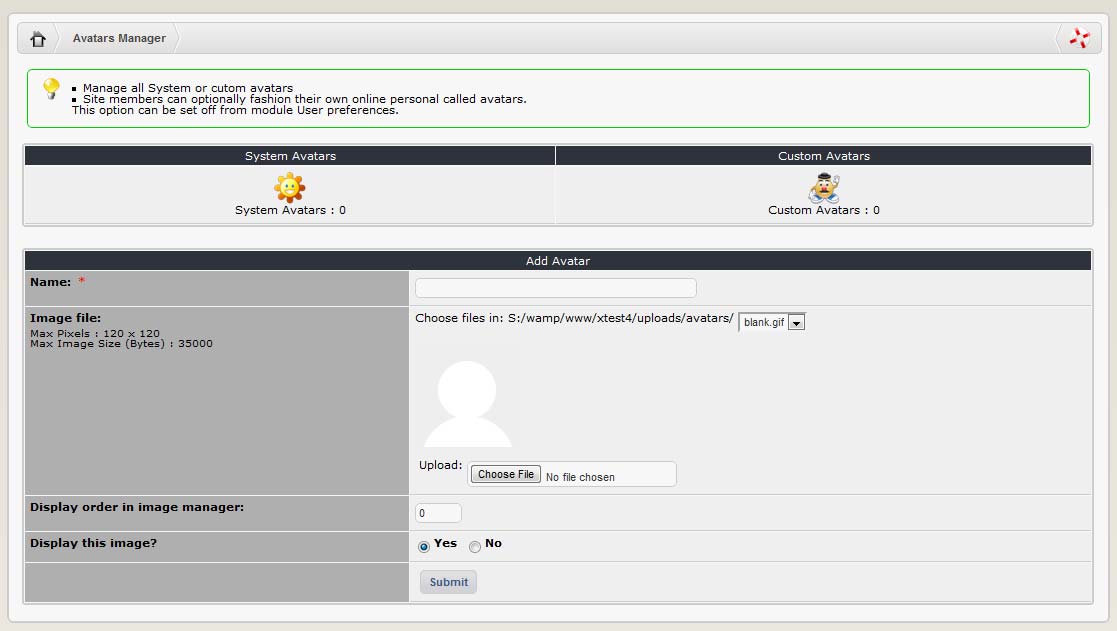 Avatars Manager
Manage all System or cutom avatars
Site members can optionally fashion their own online personal called avatars.
This option can be set off from module User preferences.
System Avatars
Custom Avatars
System Avatars : 0
Custom Avatars : 0
Add Avatar
Name: *
Image file:
Max Pixels : 120 x 120
Max Image Size (Bytes) : 35000
Choose files in: S:/wamp/www/xtest4/uploads/avatars/ blank.gif
Upload: Choose File No file chosen
Display order in image manager:
0
Display this image?
Yes No
Submit